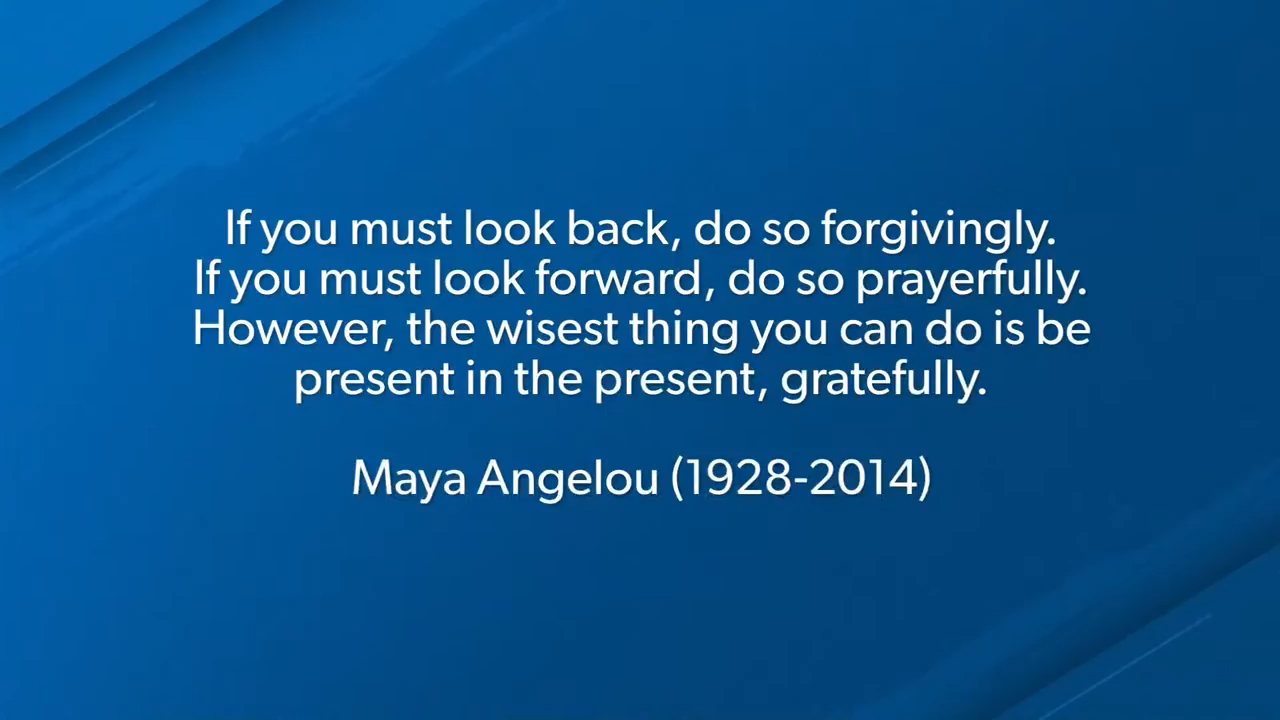 If you must look back, do so forgivingly.
If you must look forward, do so prayerfully.
However, the wisest thing you can do is be
present in the present, gratefully.
Maya Angelou (1928-2014)